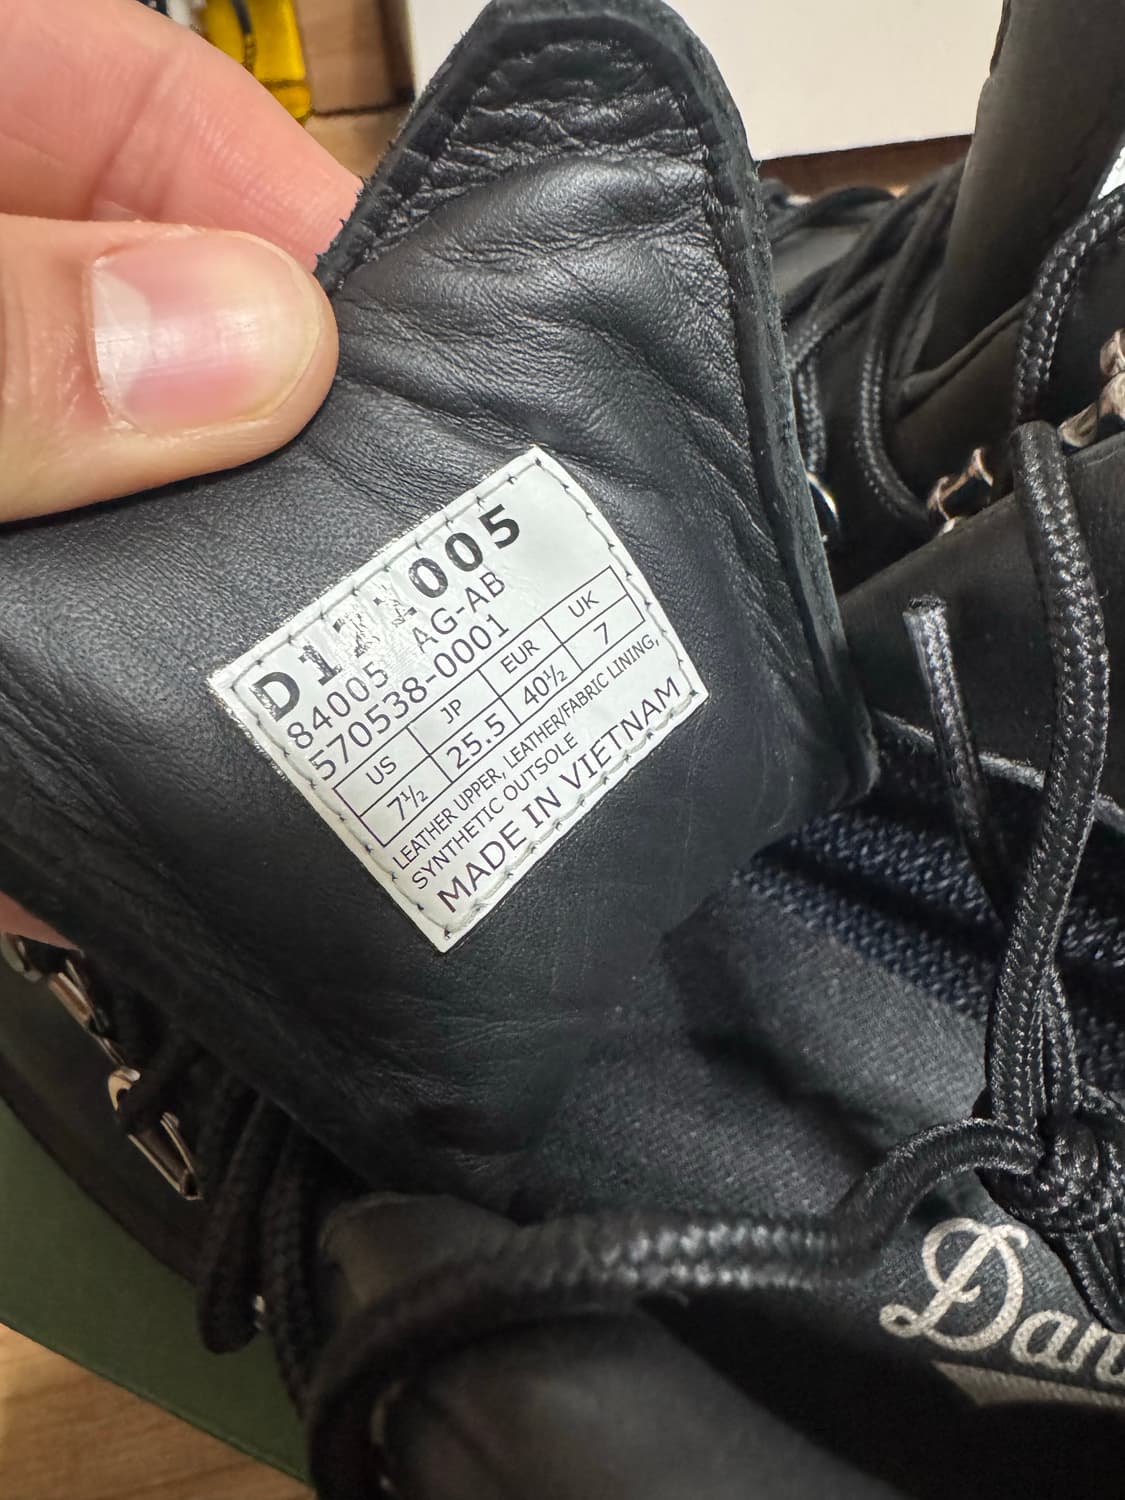 84005 AG-AB
570538-0001
US JP EUR UK
7½ 25.5 40½ 7
LEATHER UPPER, LEATHER/FABRIC LINING,
SYNTHETIC OUTSOLE
MADE IN VIETNAM
Dan